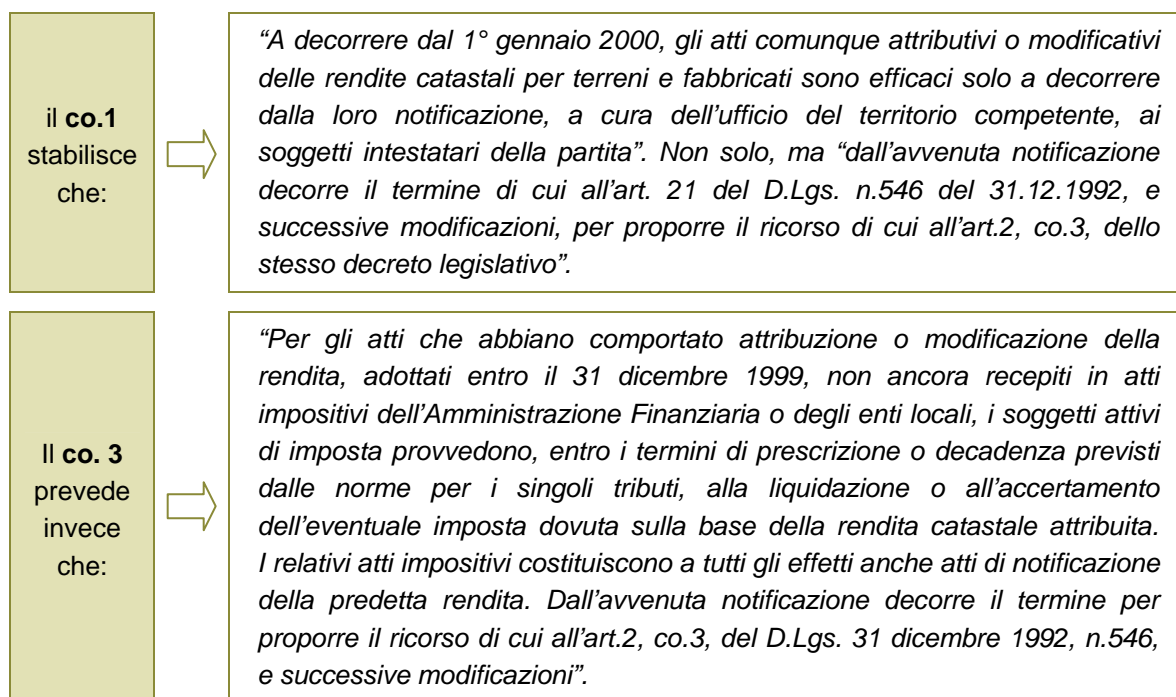 il co.1
stabilisce
che:
“A decorrere dal 1° gennaio 2000, gli atti comunque attributivi o modificativi
delle rendite catastali per terreni e fabbricati sono efficaci solo a decorrere
dalla loro notificazione, a cura dell’ufficio del territorio competente, ai
soggetti intestatari della partita”. Non solo, ma “dall’avvenuta notificazione
decorre il termine di cui all’art. 21 del D.Lgs. n.546 del 31.12.1992, e
successive modificazioni, per proporre il ricorso di cui all’art.2, co.3, dello
stesso decreto legislativo”.
Il co. 3
prevede
invece
che:
“Per gli atti che abbiano comportato attribuzione o modificazione della
rendita, adottati entro il 31 dicembre 1999, non ancora recepiti in atti
impositivi dell’Amministrazione Finanziaria o degli enti locali, i soggetti attivi
di imposta provvedono, entro i termini di prescrizione o decadenza previsti
dalle norme per i singoli tributi, alla liquidazione o all’accertamento
dell’eventuale imposta dovuta sulla base della rendita catastale attribuita.
I relativi atti impositivi costituiscono a tutti gli effetti anche atti di notificazione
della predetta rendita. Dall’avvenuta notificazione decorre il termine per
proporre il ricorso di cui all’art.2, co.3, del D.Lgs. 31 dicembre 1992, n.546,
e successive modificazioni”.